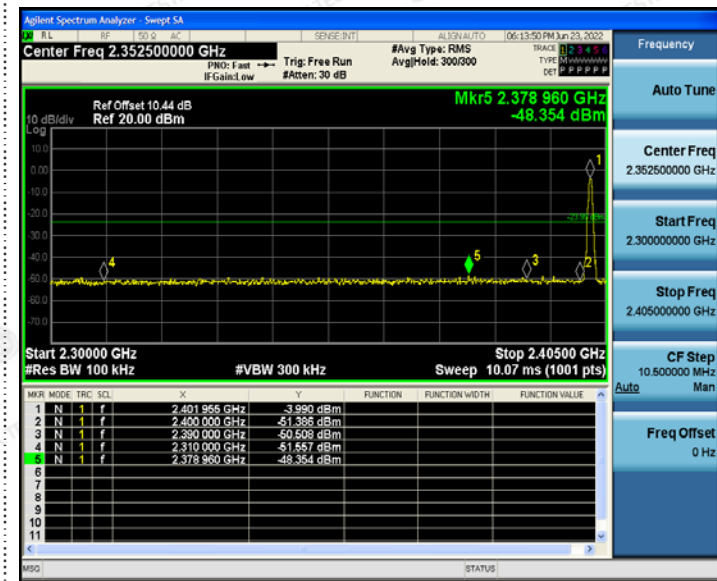 Agilent Spectrum Analyzer - Swept SA
RL RF 50 Ω AC SENSE:INT ALIGN AUTO 06:13:50 PM Jun 23, 2022
Center Freq 2.352500000 GHz
PNO: Fast Trig: Free Run
IFGain:Low #Atten: 30 dB
#Avg Type: RMS
Avg|Hold: 300/300
TRACE 1 2 3 4 5 6
TYPE M
DET P P P P P P
Ref Offset 10.44 dB
10 dB/div Ref 20.00 dBm
Log
Mkr5 2.378 960 GHz
-48.354 dBm
10.0
0.00
-10.0
-20.0
-30.0
-40.0
-50.0
-60.0
-70.0
1
2
3
4
5
Start 2.30000 GHz Stop 2.40500 GHz
#Res BW 100 kHz #VBW 300 kHz Sweep 10.07 ms (1001 pts)
MKR MODE TRC SCL X Y FUNCTION FUNCTION WIDTH FUNCTION VALUE
1 N 1 f 2.401 955 GHz -3.990 dBm
2 N 1 f 2.400 000 GHz -51.386 dBm
3 N 1 f 2.390 000 GHz -50.508 dBm
4 N 1 f 2.310 000 GHz -51.557 dBm
5 N 1 f 2.378 960 GHz -48.354 dBm
6
7
8
9
10
11
MSG STATUS
Frequency
Auto Tune
Center Freq
2.352500000 GHz
Start Freq
2.300000000 GHz
Stop Freq
2.405000000 GHz
CF Step
10.500000 MHz
Auto Man
Freq Offset
0 Hz